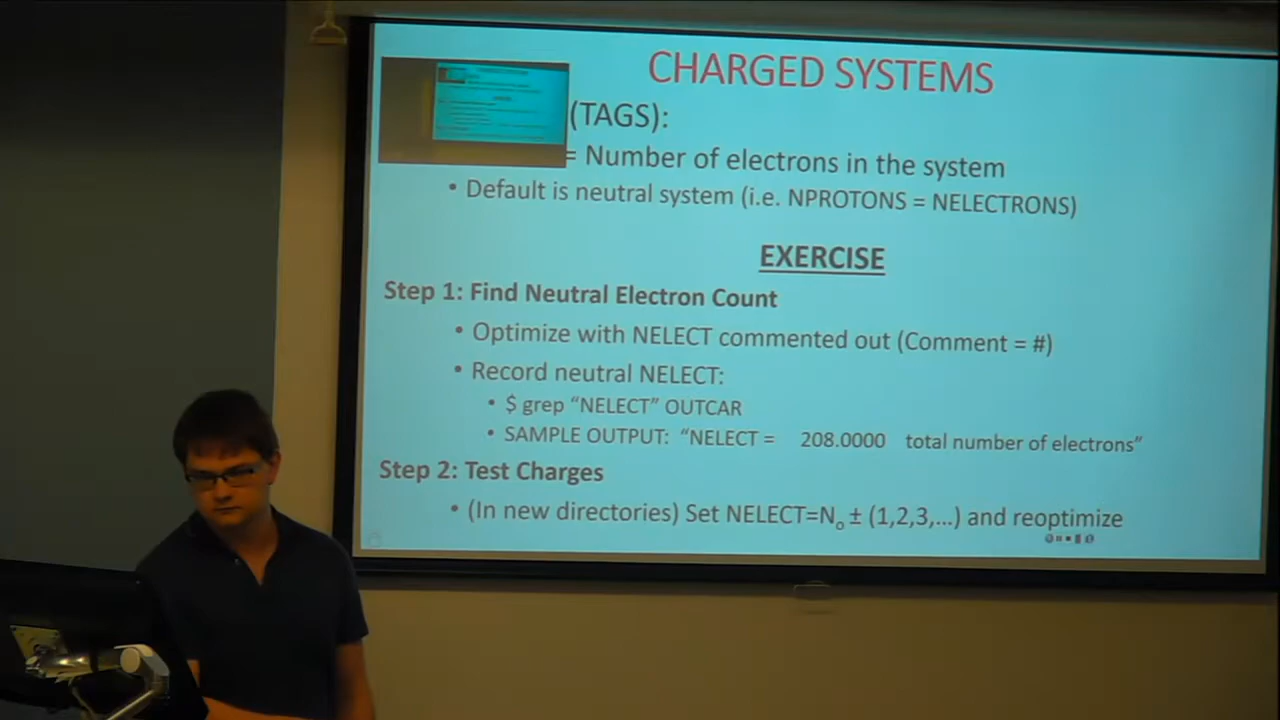 CHARGED SYSTEMS
(TAGS):
= Number of electrons in the system
• Default is neutral system (i.e. NPROTONS = NELECTRONS)
EXERCISE
Step 1: Find Neutral Electron Count
• Optimize with NELECT commented out (Comment = #)
• Record neutral NELECT:
• $ grep “NELECT” OUTCAR
• SAMPLE OUTPUT: “NELECT = 208.0000 total number of electrons”
Step 2: Test Charges
• (In new directories) Set NELECT=Nₒ ± (1,2,3,...) and reoptimize